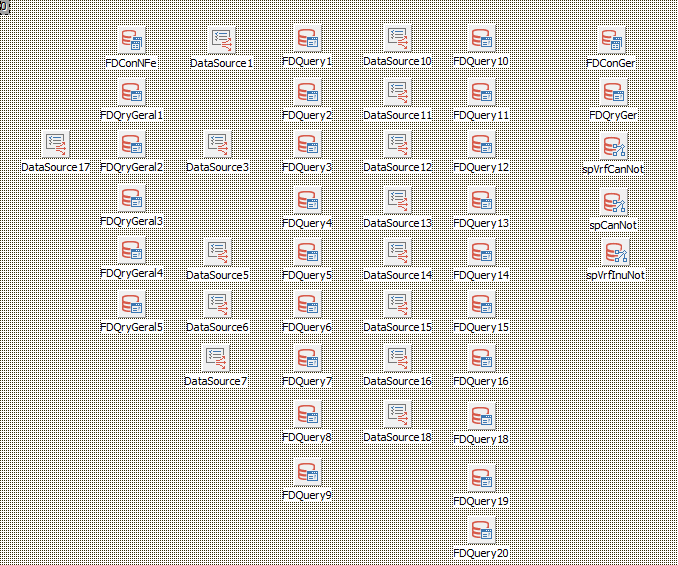 FDConNFe
DataSource1
FDQuery1
DataSource10
FDQuery10
FDConGer
FDQryGeral1
FDQuery2
DataSource11
FDQuery11
FDQryGer
DataSource17
FDQryGeral2
DataSource3
FDQuery3
DataSource12
FDQuery12
spVrfCanNot
FDQryGeral3
FDQuery4
DataSource13
FDQuery13
spCanNot
FDQryGeral4
DataSource5
FDQuery5
DataSource14
FDQuery14
spVrfInuNot
FDQryGeral5
DataSource6
FDQuery6
DataSource15
FDQuery15
DataSource7
FDQuery7
DataSource16
FDQuery16
FDQuery8
DataSource18
FDQuery18
FDQuery9
FDQuery19
FDQuery20